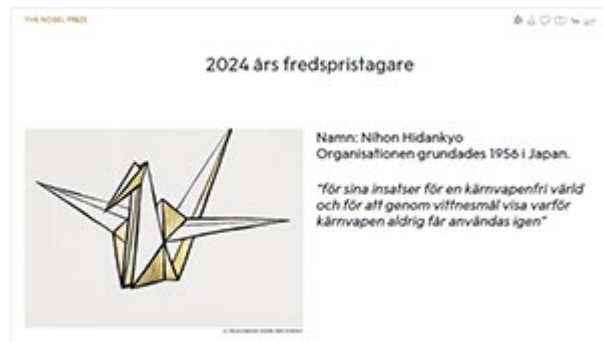 THE NOBEL PRIZE
2024 års fredspristagare
Namn: Nihon Hidankyo
Organisationen grundades 1956 i Japan.
"för sina insatser för en kärnvapenfri värld
och för att genom vittnesmål visa varför
kärnvapen aldrig får användas igen"